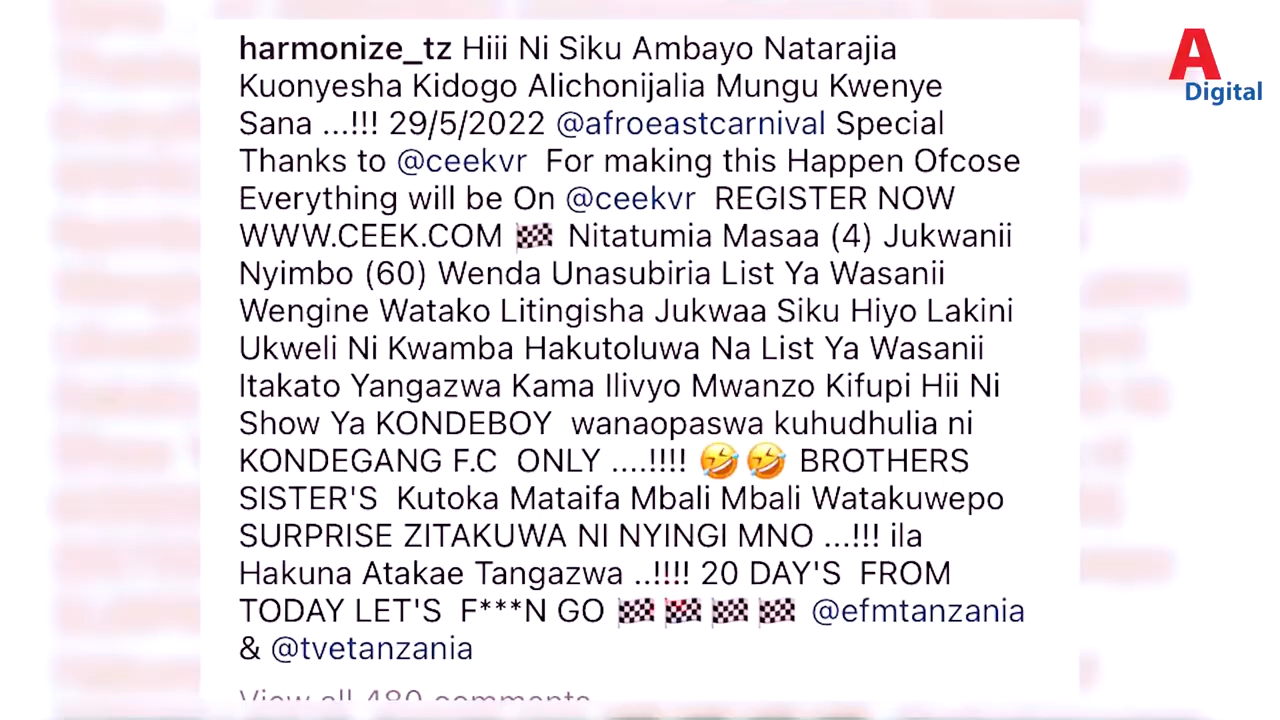 harmonize_tz Hiii Ni Siku Ambayo Natarajia
Kuonyesha Kidogo Alichonijalia Mungu Kwenye
Sana ...!!! 29/5/2022 @afroeastcarnival Special
Thanks to @ceekvr For making this Happen Ofcose
Everything will be On @ceekvr REGISTER NOW
WWW.CEEK.COM 🏁 Nitatumia Masaa (4) Jukwanii
Nyimbo (60) Wenda Unasubiria List Ya Wasanii
Wengine Watako Litingisha Jukwaa Siku Hiyo Lakini
Ukweli Ni Kwamba Hakutoluwa Na List Ya Wasanii
Itakato Yangazwa Kama Ilivyo Mwanzo Kifupi Hii Ni
Show Ya KONDEBOY wanaopaswa kuhudhulia ni
KONDEGANG F.C ONLY ....!!!! 🤣🤣 BROTHERS
SISTER'S Kutoka Mataifa Mbali Mbali Watakuwepo
SURPRISE ZITAKUWA NI NYINGI MNO ...!!! ila
Hakuna Atakae Tangazwa ..!!!! 20 DAY'S FROM
TODAY LET'S F***N GO 🏁🏁🏁🏁 @efmtanzania
& @tvetanzania
View all 480 comments
A
Digital